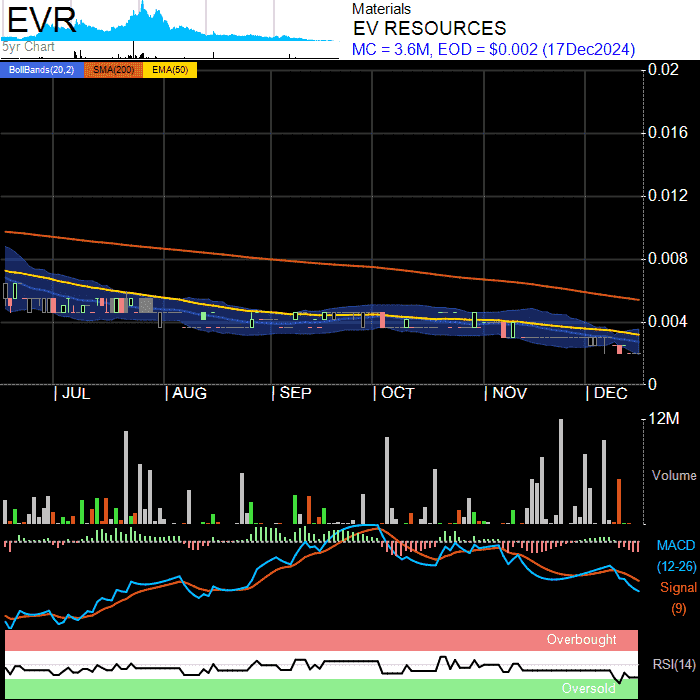 EVR
5yr Chart
Materials
EV RESOURCES
MC = 3.6M, EOD = $0.002 (17Dec2024)
BollBands(20,2) SMA(200) EMA(50)
0.02
0.016
0.012
0.008
0.004
0
| JUL | AUG | SEP | OCT | NOV | DEC
12M
Volume
MACD
(12-26)
Signal
(9)
Overbought
RSI(14)
Oversold